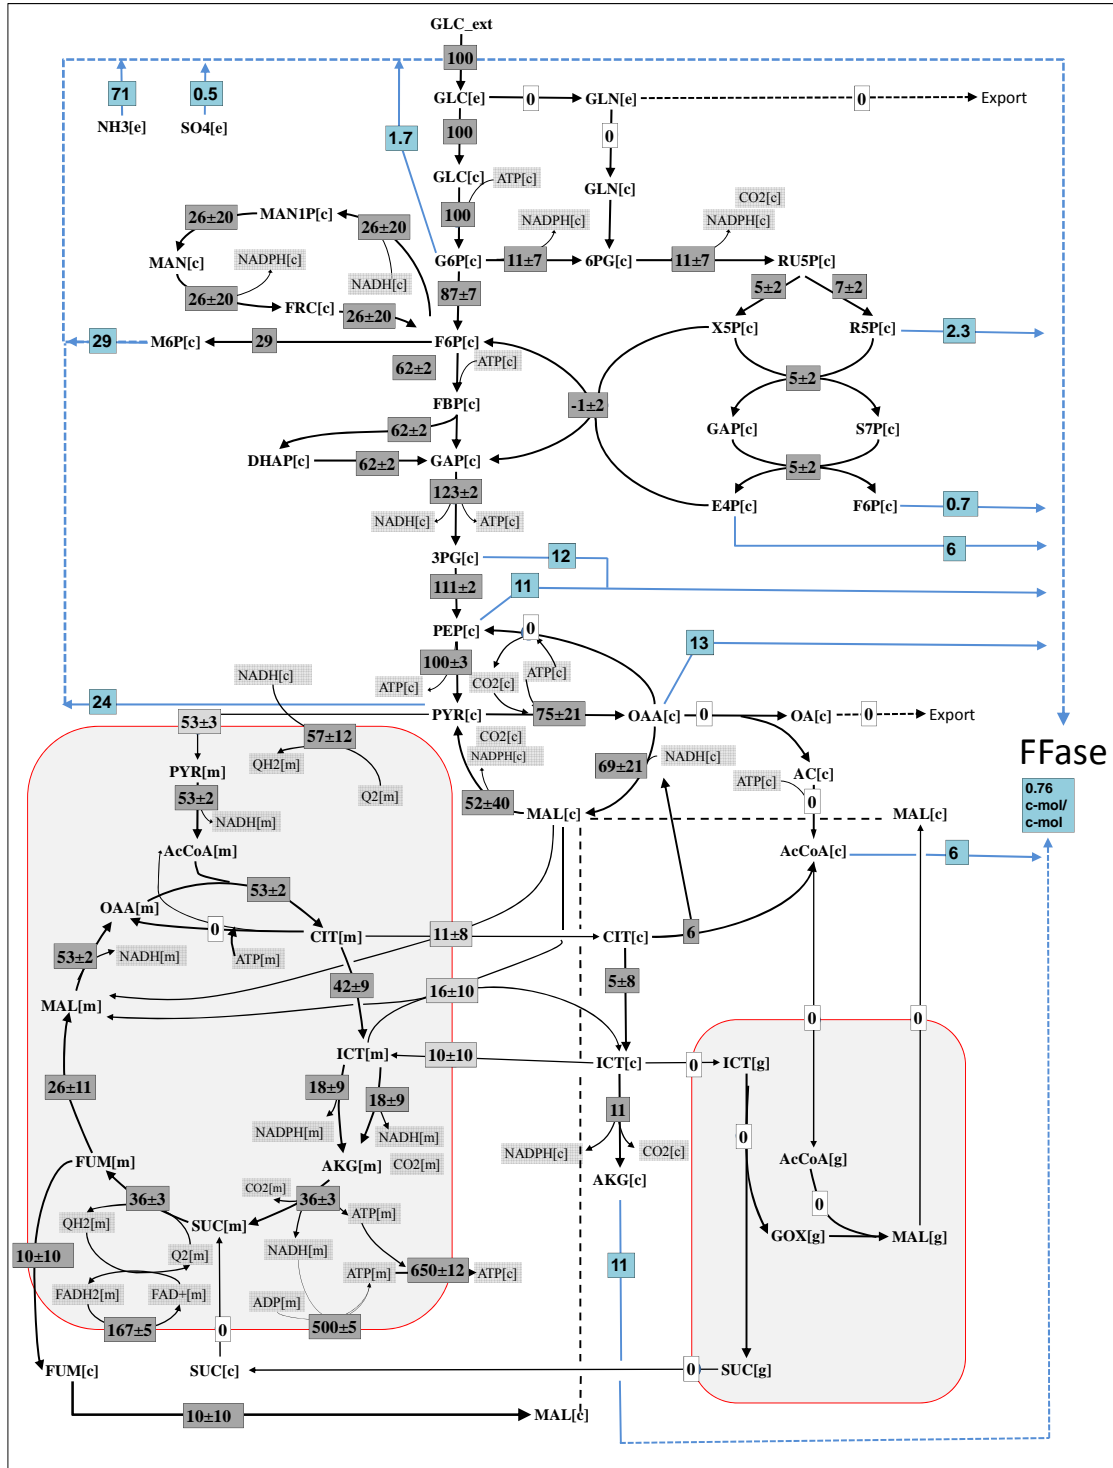 GLC_ext
100
71
0.5
GLC[e]
0
GLN[e]
0
Export
NH3[e]
SO4[e]
1.7
100
0
GLC[c]
ATP[c]
GLN[c]
CO2[c]
MAN1P[c]
26±20
26±20
100
NADPH[c]
NADPH[c]
MAN[c]
NADPH[c]
G6P[c]
11±7
6PG[c]
11±7
RU5P[c]
NADH[c]
26±20
87±7
5±2
7±2
FRC[c]
26±20
X5P[c]
R5P[c]
2.3
29
M6P[c]
29
F6P[c]
62±2
ATP[c]
5±2
FBP[c]
-1±2
62±2
GAP[c]
S7P[c]
DHAP[c]
62±2
GAP[c]
5±2
123±2
E4P[c]
F6P[c]
0.7
NADH[c]
ATP[c]
6
3PG[c]
12
111±2
11
PEP[c]
0
13
100±3
ATP[c]
CO2[c]
ATP[c]
NADH[c]
24
53±3
PYR[c]
75±21
OAA[c]
0
OA[c]
0
Export
57±12
CO2[c]
NADPH[c]
FFase
QH2[m]
69±21
NADH[c]
PYR[m]
Q2[m]
AC[c]
53±2
ATP[c]
0.76
c-mol/
c-mol
NADH[m]
52±40
MAL[c]
0
MAL[c]
AcCoA[m]
AcCoA[c]
6
53±2
OAA[m]
0
CIT[m]
11±8
CIT[c]
6
53±2
NADH[m]
ATP[m]
42±9
16±10
5±8
MAL[m]
0
0
ICT[m]
10±10
ICT[c]
0
ICT[g]
26±11
18±9
18±9
11
NADPH[m]
NADH[m]
0
NADPH[c]
CO2[c]
FUM[m]
AKG[m]
CO2[m]
AKG[c]
AcCoA[g]
CO2[m]
36±3
36±3
ATP[m]
0
QH2[m]
SUC[m]
GOX[g]
MAL[g]
10±10
Q2[m]
NADH[m]
ATP[m]
650±12
ATP[c]
11
FADH2[m]
FAD+[m]
ADP[m]
167±5
0
500±5
FUM[c]
SUC[c]
0
SUC[g]
10±10
MAL[c]